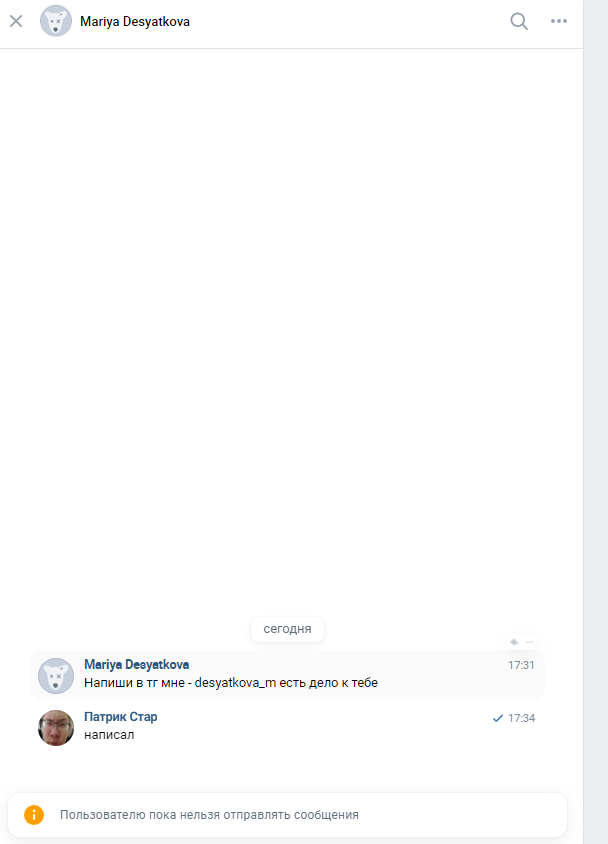 Mariya Desyatkova
сегодня
Mariya Desyatkova
17:31
Напиши в тг мне - desyatkova_m есть дело к тебе
Патрик Стар
17:34
написал
Пользователю пока нельзя отправлять сообщения